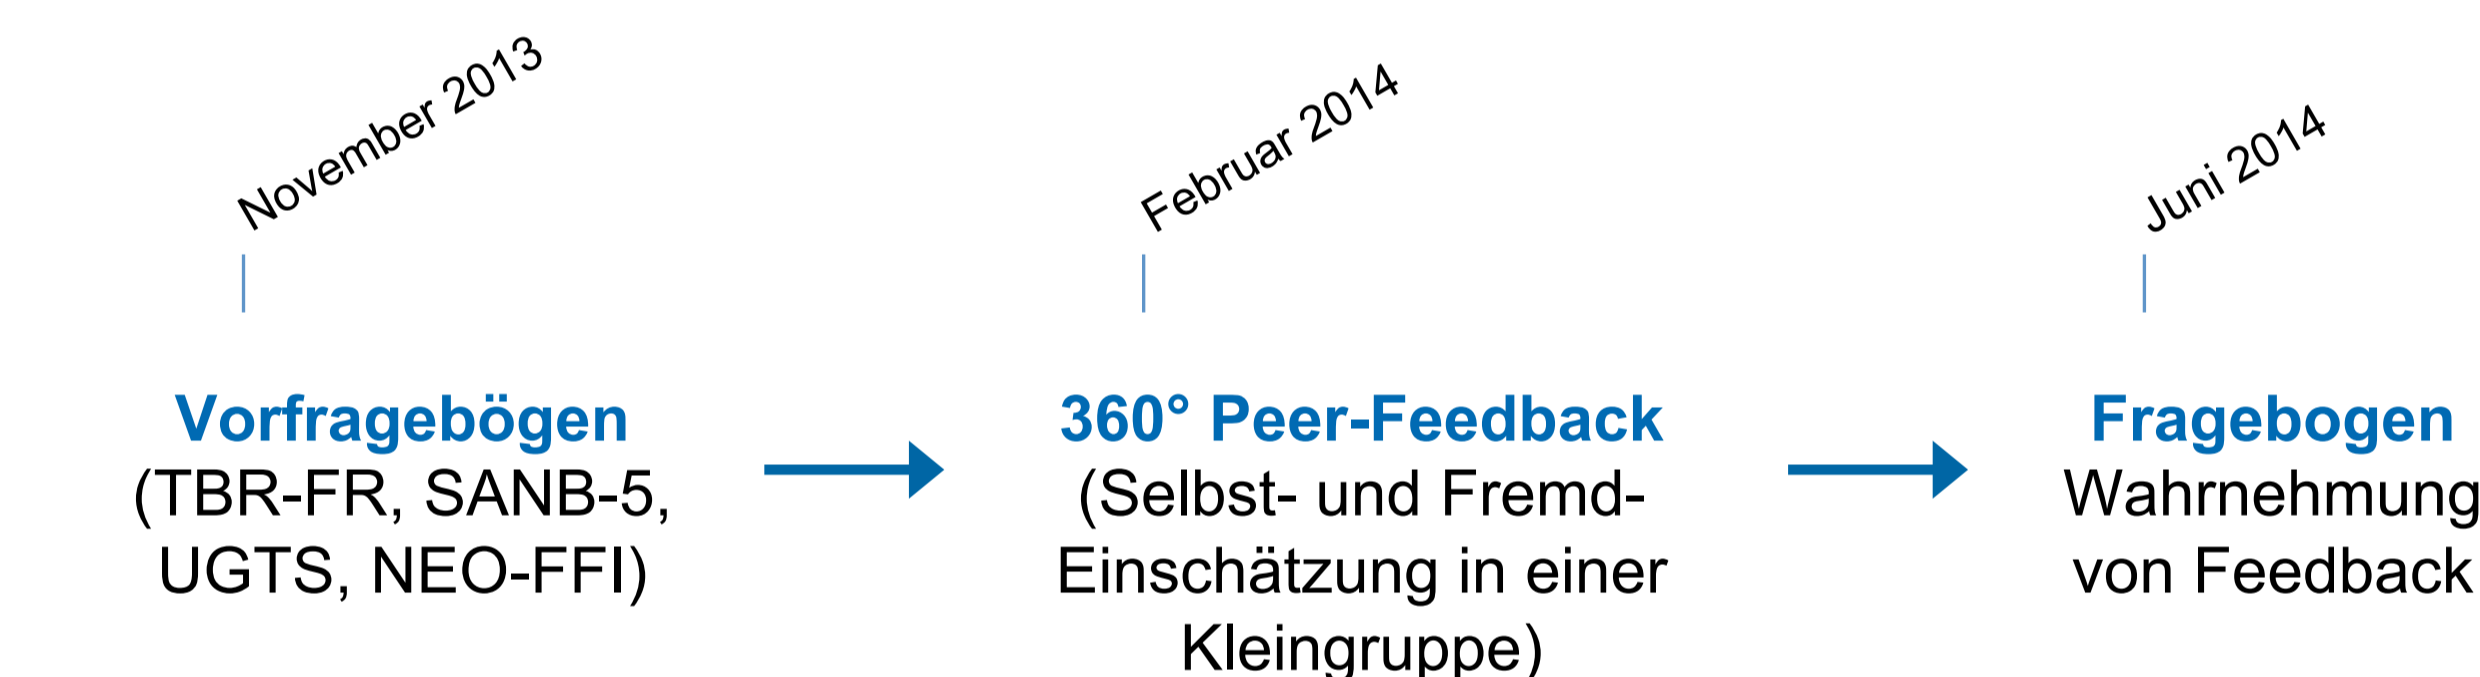 November 2013
Februar 2014
Juni 2014
Vorfragebögen
(TBR-FR, SANB-5,
UGTS, NEO-FFI)
360° Peer-Feedback
(Selbst- und Fremd-
Einschätzung in einer
Kleingruppe)
Fragebogen
Wahrnehmung
von Feedback